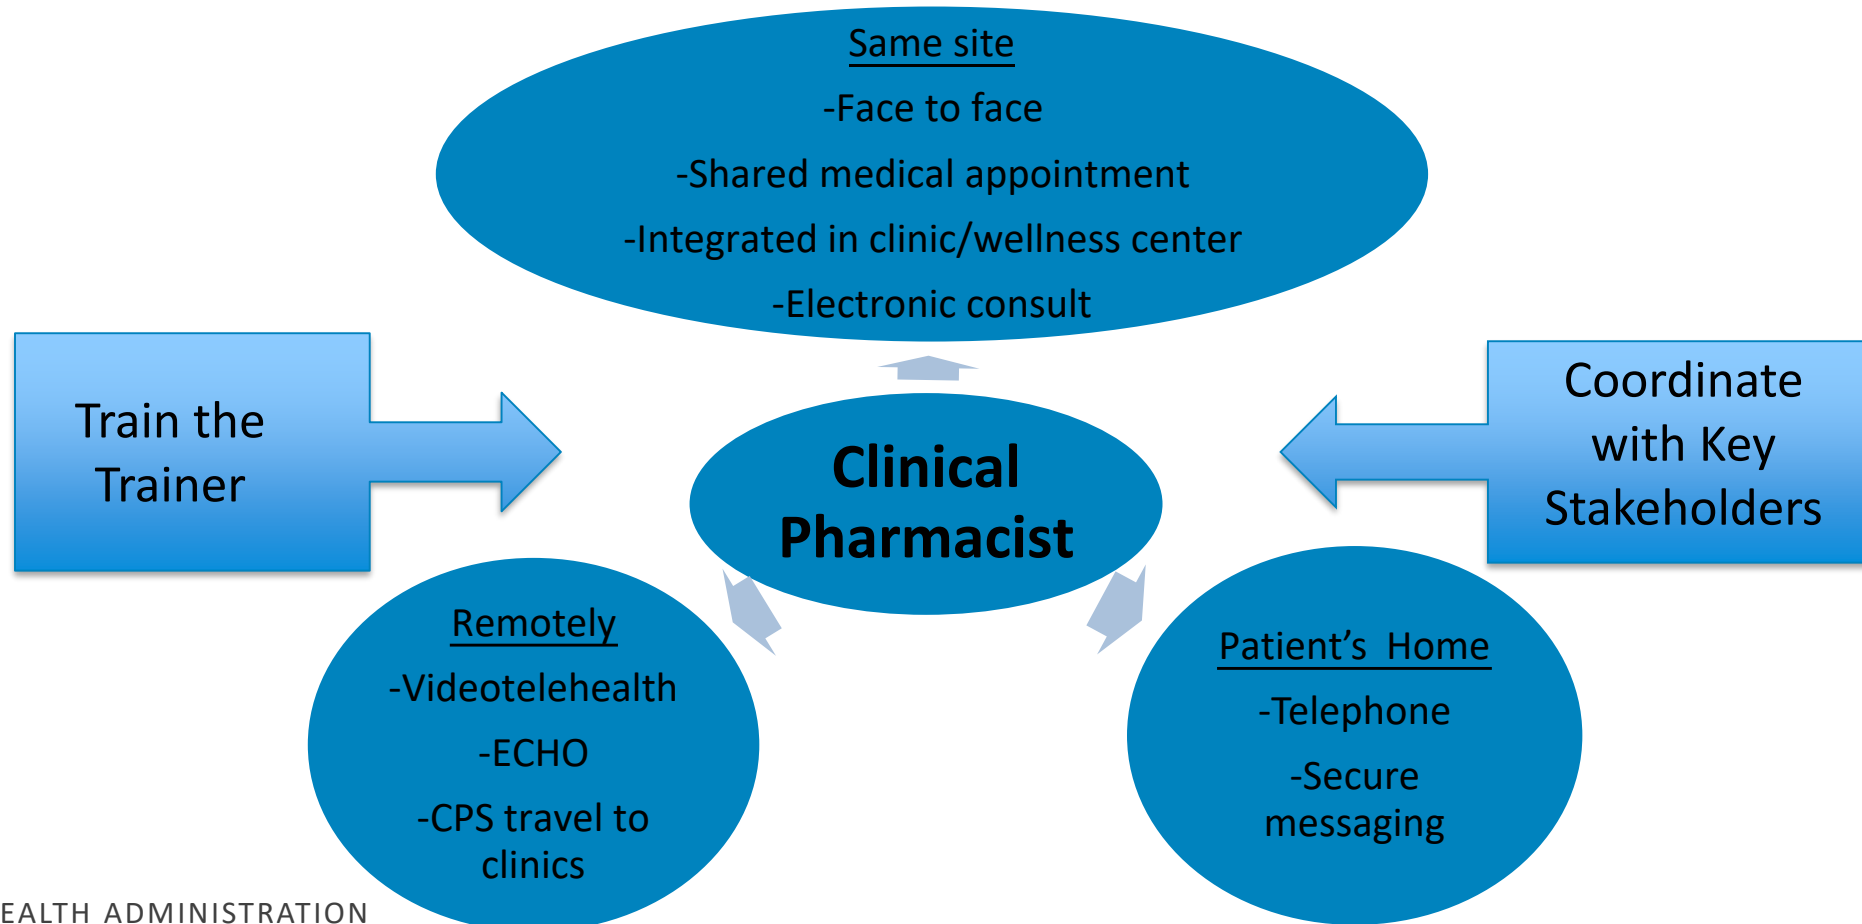 Same site
-Face to face
-Shared medical appointment
-Integrated in clinic/wellness center
-Electronic consult
Train the
Trainer
Clinical
Pharmacist
Coordinate
with Key
Stakeholders
Remotely
-Videotelehealth
-ECHO
-CPS travel to
clinics
Patient’s Home
-Telephone
-Secure
messaging
EALTH ADMINISTRATION